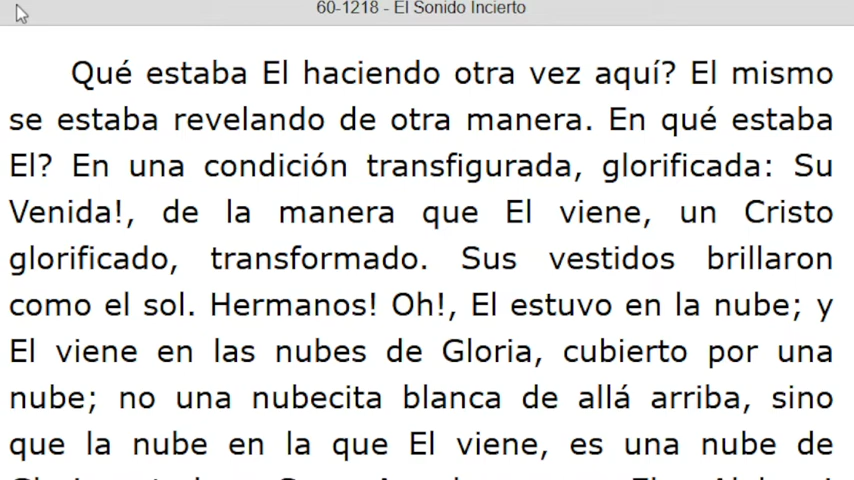 60-1218 - El Sonido Incierto
Qué estaba El haciendo otra vez aquí? El mismo
se estaba revelando de otra manera. En qué estaba
El? En una condición transfigurada, glorificada: Su
Venida!, de la manera que El viene, un Cristo
glorificado, transformado. Sus vestidos brillaron
como el sol. Hermanos! Oh!, El estuvo en la nube; y
El viene en las nubes de Gloria, cubierto por una
nube; no una nubecita blanca de allá arriba, sino
que la nube en la que El viene, es una nube de